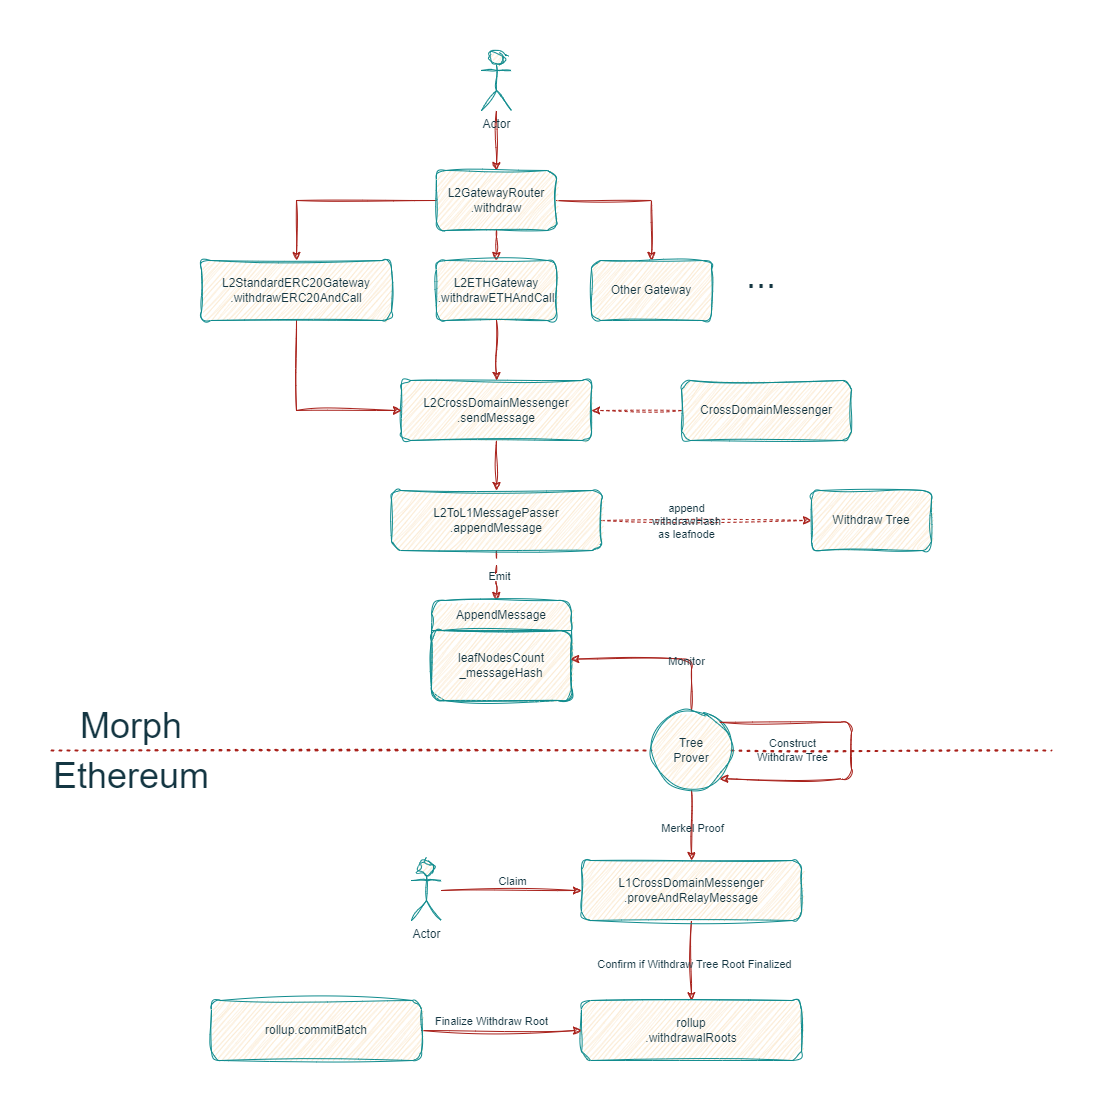 Actor
L2GatewayRouter
.withdraw
L2StandardERC20Gateway
.withdrawERC20AndCall
L2ETHGateway
.withdrawETHAndCall
Other Gateway
...
L2CrossDomainMessenger
.sendMessage
CrossDomainMessenger
L2ToL1MessagePasser
.appendMessage
append
withdrawHash
as leafnode
Withdraw Tree
Emit
AppendMessage
leafNodesCount
_messageHash
Monitor
Morph
Ethereum
Tree
Prover
Construct
Withdraw Tree
Merkel Proof
Actor
Claim
L1CrossDomainMessenger
.proveAndRelayMessage
Confirm if Withdraw Tree Root Finalized
rollup.commitBatch
Finalize Withdraw Root
rollup
.withdrawalRoots